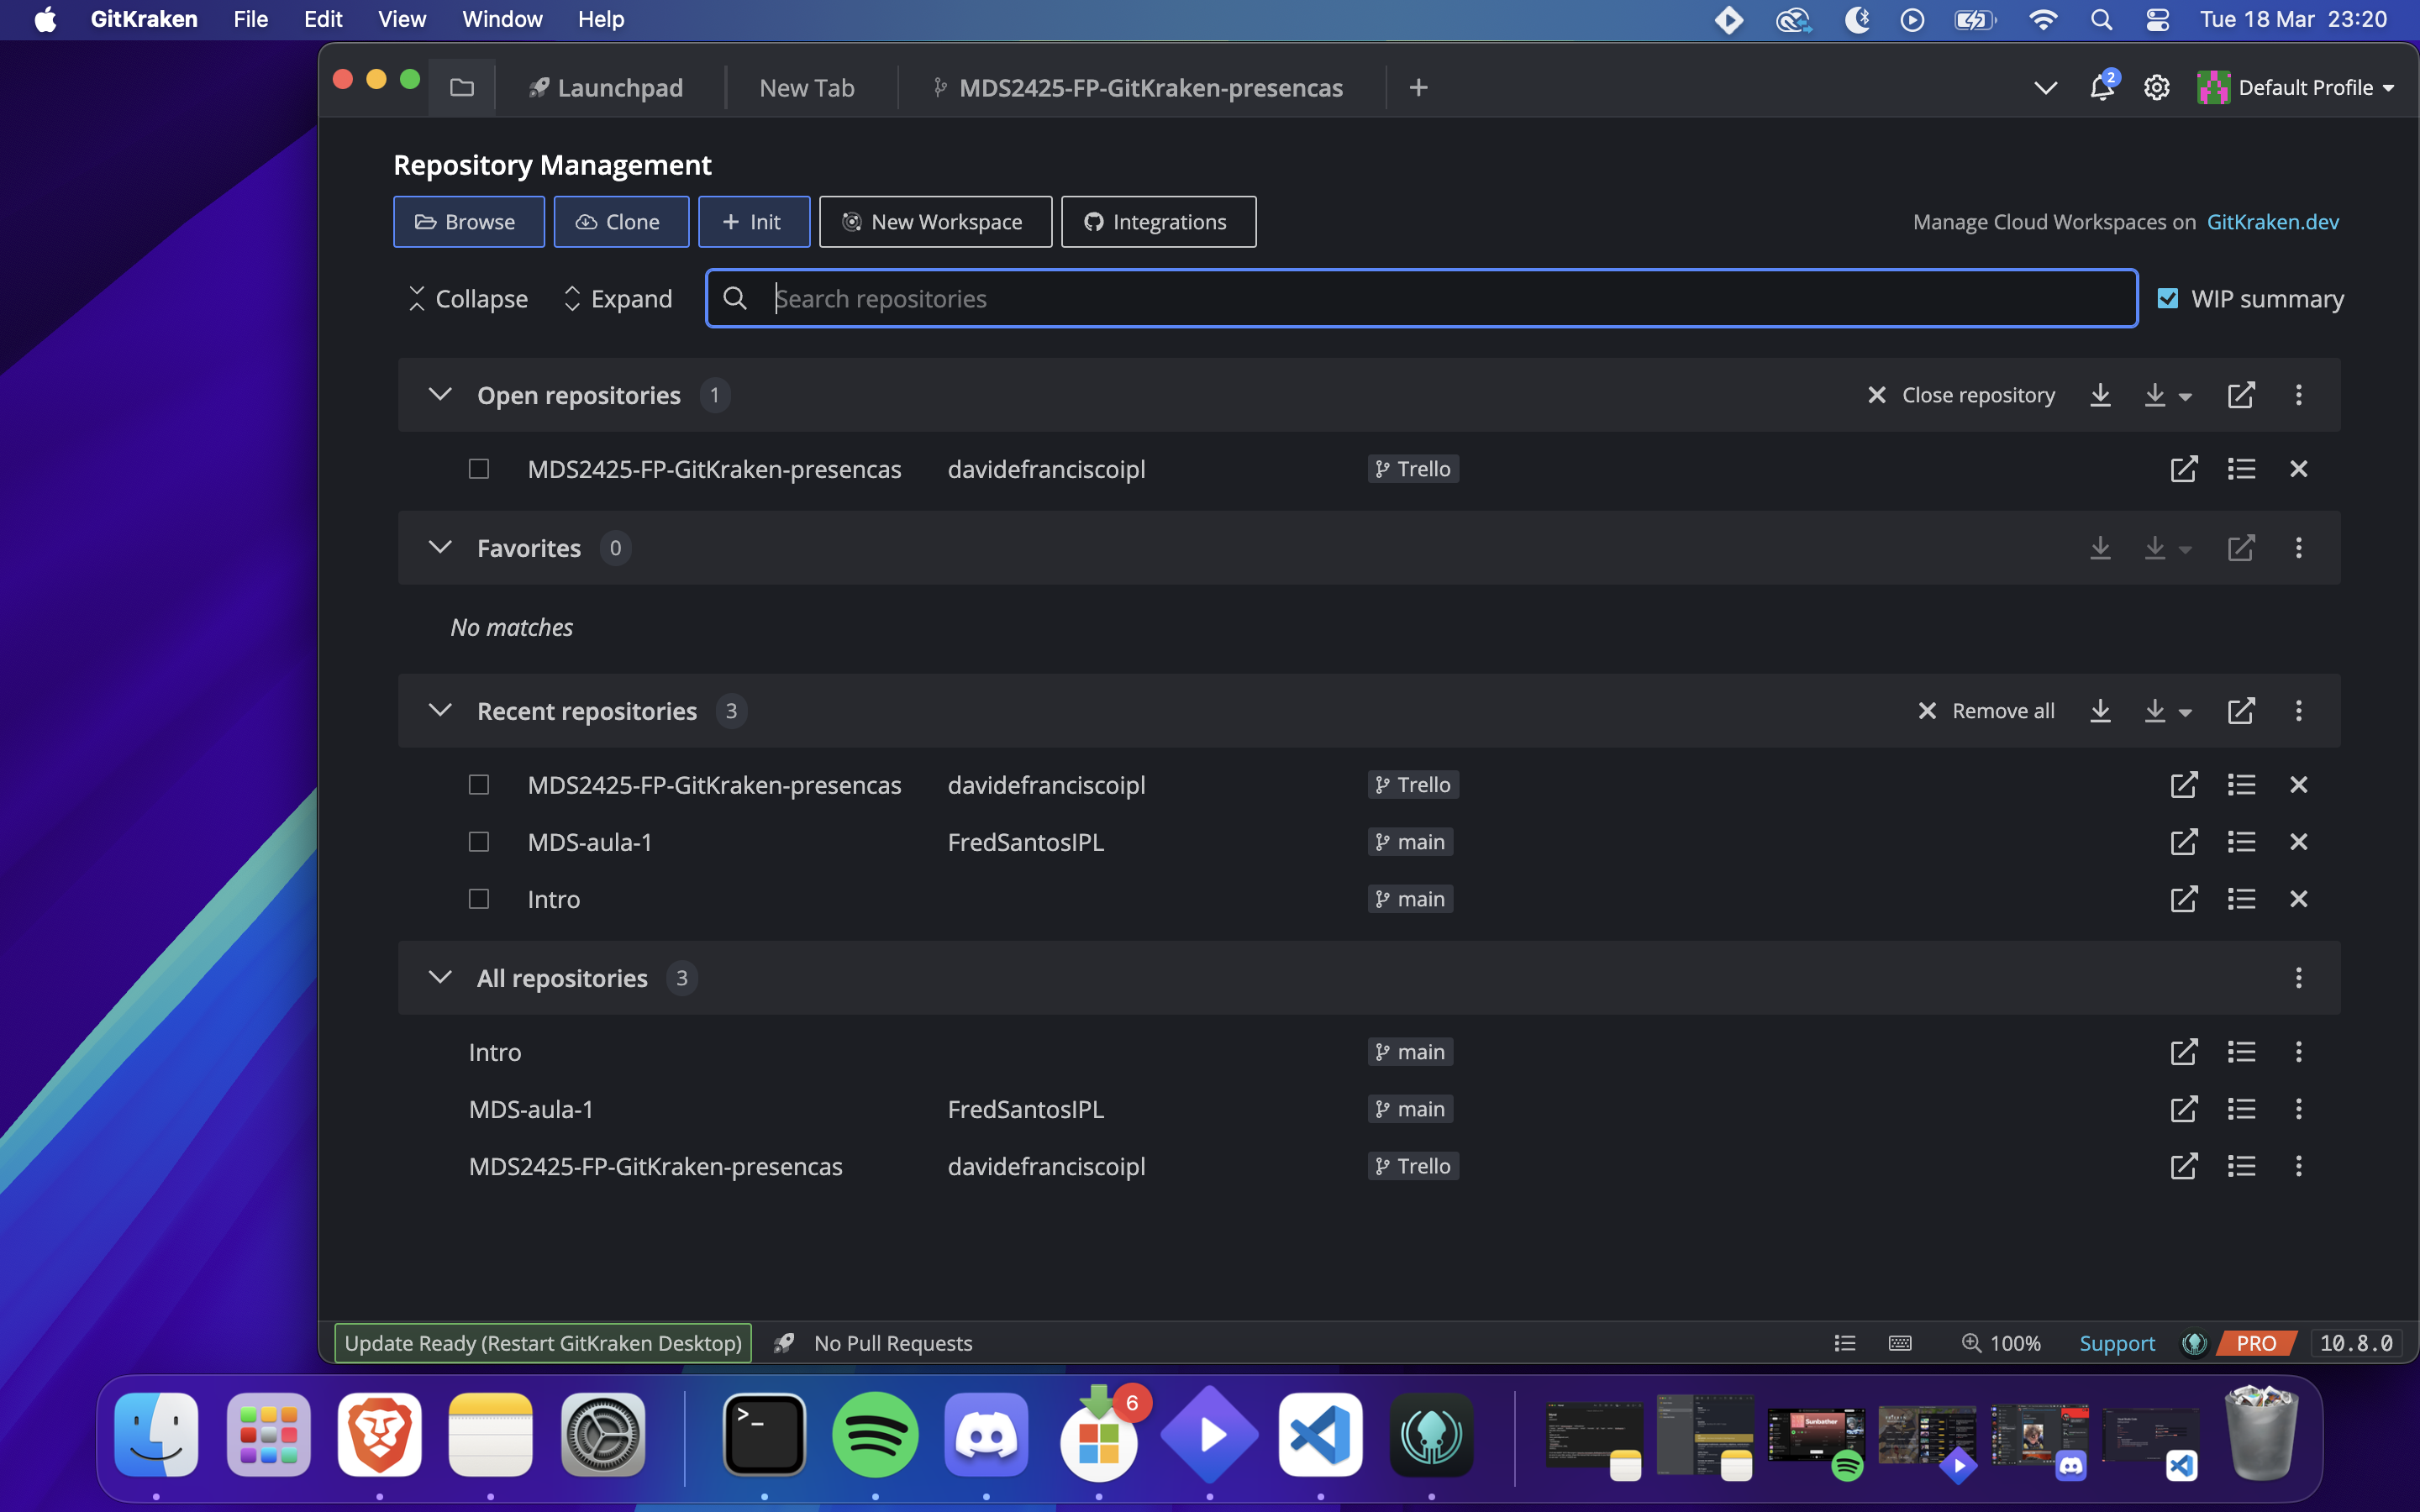 GitKraken File Edit View Window Help Tue 18 Mar 23:20
Launchpad New Tab MDS2425-FP-GitKraken-presencas 2 Default Profile
Repository Management
Browse Clone Init New Workspace Integrations Manage Cloud Workspaces on GitKraken.dev
Collapse Expand Search repositories WIP summary
Open repositories 1 Close repository
MDS2425-FP-GitKraken-presencas davidefranciscoipl Trello
Favorites 0
No matches
Recent repositories 3 Remove all
MDS2425-FP-GitKraken-presencas davidefranciscoipl Trello
MDS-aula-1 FredSantosIPL main
Intro main
All repositories 3
Intro main
MDS-aula-1 FredSantosIPL main
MDS2425-FP-GitKraken-presencas davidefranciscoipl Trello
Update Ready (Restart GitKraken Desktop) No Pull Requests 100% Support PRO 10.8.0
6
Sunbather